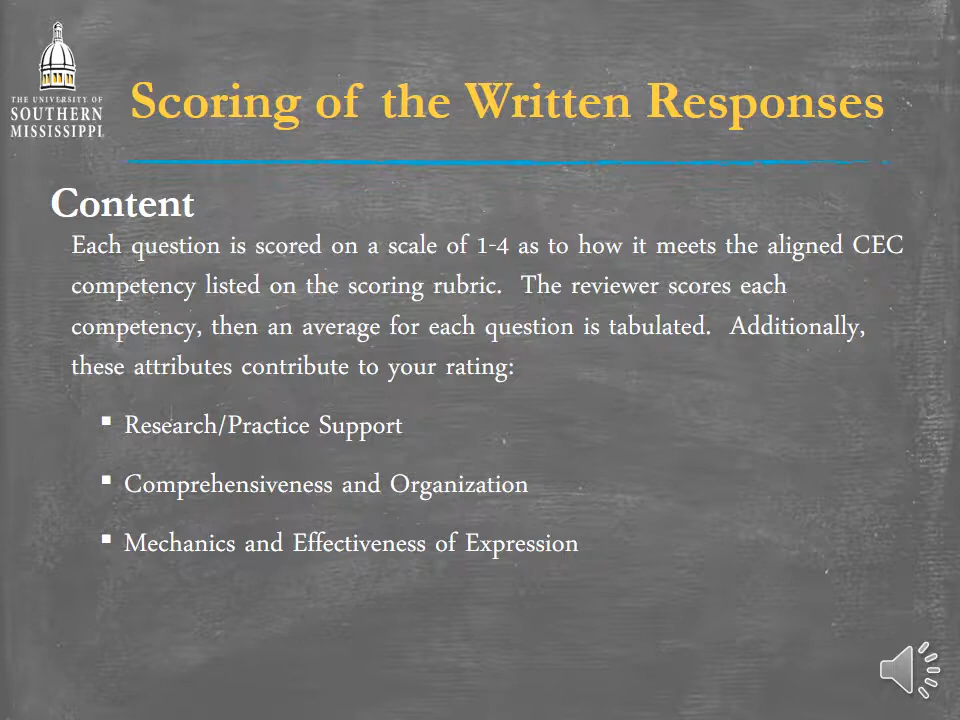 THE UNIVERSITY OF
SOUTHERN
MISSISSIPPI
Scoring of the Written Responses
Content
Each question is scored on a scale of 1-4 as to how it meets the aligned CEC
competency listed on the scoring rubric.  The reviewer scores each
competency, then an average for each question is tabulated.  Additionally,
these attributes contribute to your rating:
▪ Research/Practice Support
▪ Comprehensiveness and Organization
▪ Mechanics and Effectiveness of Expression